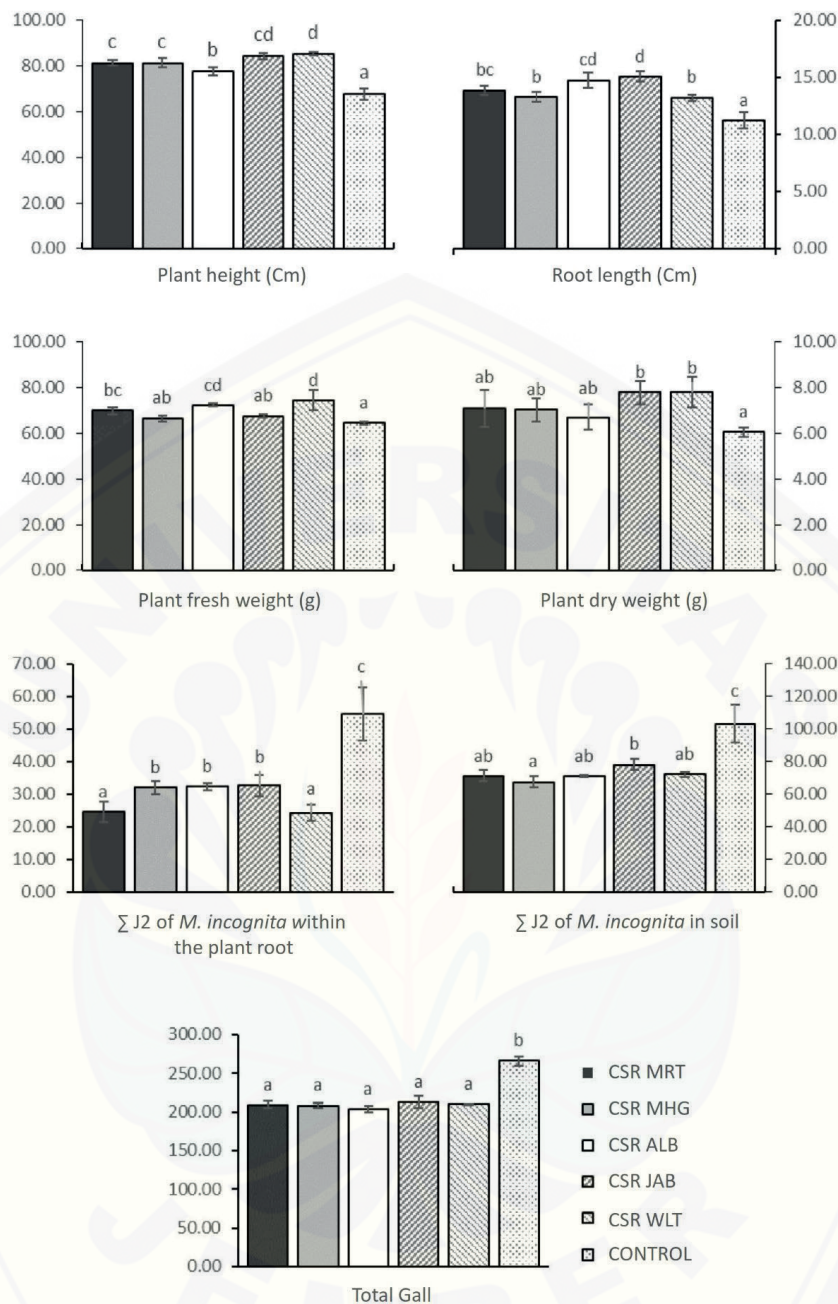 100.00
80.00
60.00
40.00
20.00
0.00
c
c
b
cd
d
a
Plant height (Cm)
20.00
15.00
10.00
5.00
0.00
bc
b
cd
d
b
a
Root length (Cm)
100.00
80.00
60.00
40.00
20.00
0.00
bc
ab
cd
ab
d
a
Plant fresh weight (g)
10.00
8.00
6.00
4.00
2.00
0.00
ab
ab
ab
b
b
a
Plant dry weight (g)
70.00
60.00
50.00
40.00
30.00
20.00
10.00
0.00
a
b
b
b
a
c
∑ J2 of M. incognita within
the plant root
140.00
120.00
100.00
80.00
60.00
40.00
20.00
0.00
ab
a
ab
b
ab
c
∑ J2 of M. incognita in soil
300.00
250.00
200.00
150.00
100.00
50.00
0.00
a
a
a
a
a
b
Total Gall
CSR MRT
CSR MHG
CSR ALB
CSR JAB
CSR WLT
CONTROL
UNIVERSITAS
JEMBER